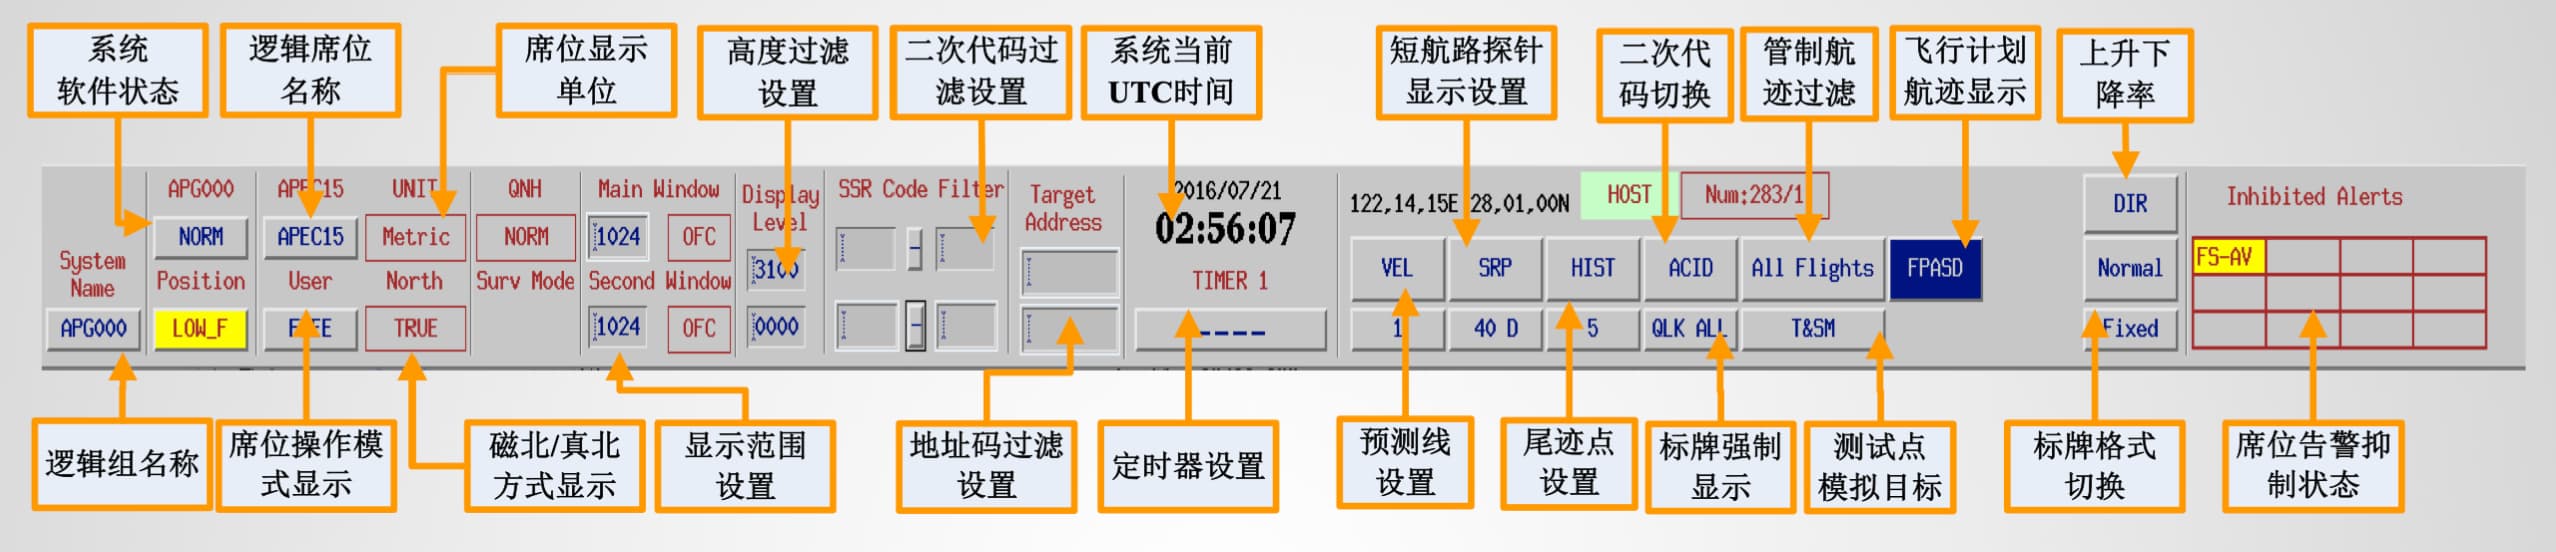 系统
软件状态
逻辑席位
名称
席位显示
单位
高度过滤
设置
二次代码过
滤设置
系统当前
UTC时间
短航路探针
显示设置
二次代
码切换
管制航
迹过滤
飞行计划
航迹显示
上升下
降率
System
Name
APG000
APG000
NORM
Position
LOW_F
APEC15
APEC15
User
UNIT
Metric
North
TRUE
QNH
NORM
Surv Mode
Main Window
1024 OFC
Second Window
1024 OFC
Display
Level
3100
0000
SSR Code Filter
-
-
Target
Address
2016/07/21
02:56:07
TIMER 1
----
122,14,15E 28,01,00N
HOST
Num:283/1
VEL SRP HIST ACID All Flights FPASD
1 40 D 5 QLK ALL T&SM
DIR
Normal
Fixed
Inhibited Alerts
FS-AV
逻辑组名称
席位操作模
式显示
磁北/真北
方式显示
显示范围
设置
地址码过滤
设置
定时器设置
预测线
设置
尾迹点
设置
标牌强制
显示
测试点
模拟目标
标牌格式
切换
席位告警抑
制状态